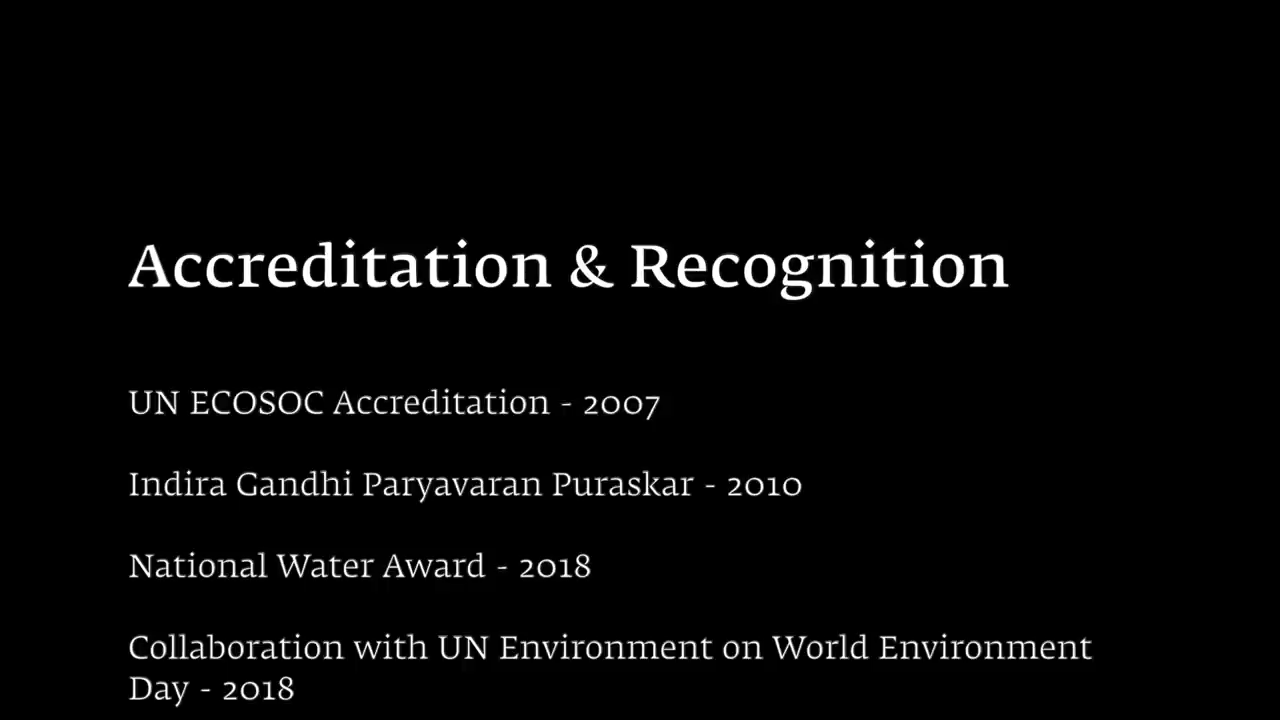 Accreditation & Recognition
UN ECOSOC Accreditation - 2007
Indira Gandhi Paryavaran Puraskar - 2010
National Water Award - 2018
Collaboration with UN Environment on World Environment
Day - 2018